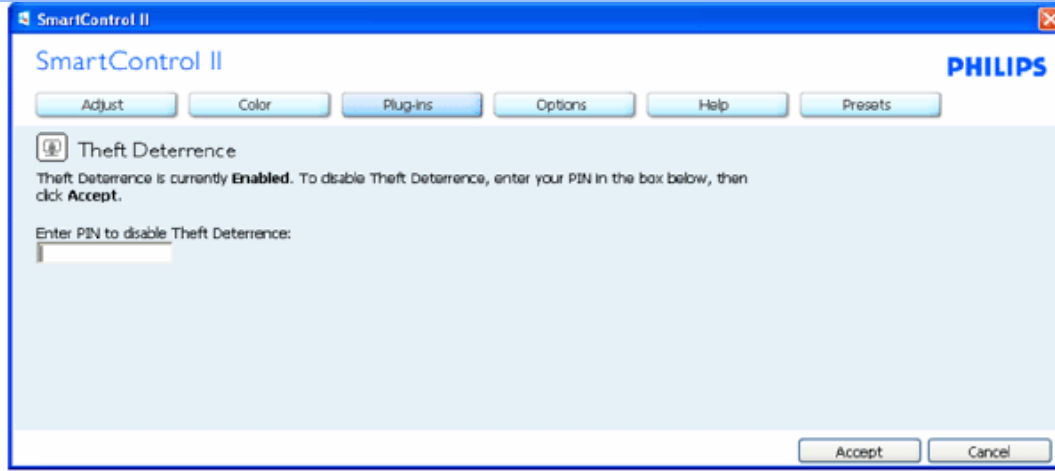 SmartControl II
SmartControl II
PHILIPS
Adjust Color Plug-ins Options Help Presets
Theft Deterrence
Theft Deterrence is currently Enabled. To disable Theft Deterrence, enter your PIN in the box below, then
click Accept.
Enter PIN to disable Theft Deterrence:
Accept Cancel